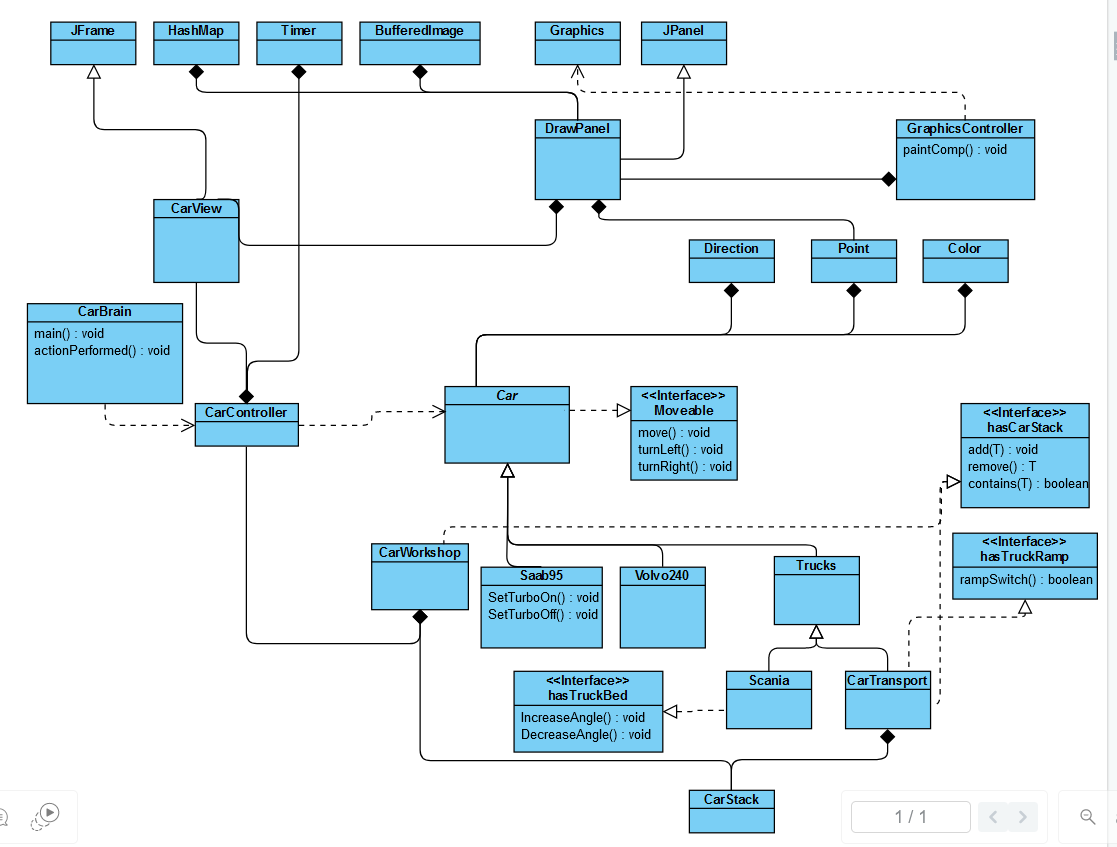 JFrame
HashMap
Timer
BufferedImage
Graphics
JPanel
DrawPanel
GraphicsController
paintComp() : void
CarView
Direction
Point
Color
CarBrain
main() : void
actionPerformed() : void
CarController
Car
<<Interface>>
Moveable
move() : void
turnLeft() : void
turnRight() : void
<<Interface>>
hasCarStack
add(T) : void
remove() : T
contains(T) : boolean
<<Interface>>
hasTruckRamp
rampSwitch() : boolean
CarWorkshop
Saab95
SetTurboOn() : void
SetTurboOff() : void
Volvo240
Trucks
<<Interface>>
hasTruckBed
IncreaseAngle() : void
DecreaseAngle() : void
Scania
CarTransport
CarStack
1 / 1